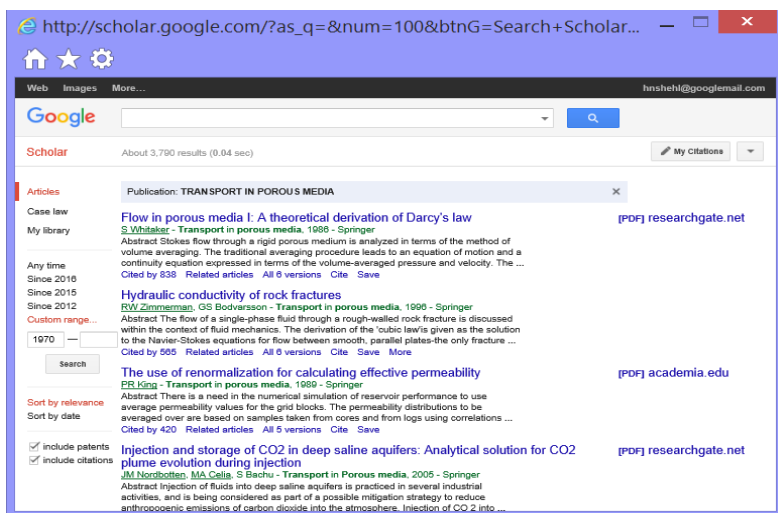 http://scholar.google.com/?as_q=&num=100&btnG=Search+Scholar...
Web Images More...
hnshehl@googlemail.com
Google
Scholar
About 3,790 results (0.04 sec)
My Citations
Articles
Case law
My library
Any time
Since 2016
Since 2015
Since 2012
Custom range...
1970 —
Search
Sort by relevance
Sort by date
include patents
include citations
Publication: TRANSPORT IN POROUS MEDIA
Flow in porous media I: A theoretical derivation of Darcy's law
[PDF] researchgate.net
S Whitaker - Transport in porous media, 1986 - Springer
Abstract Stokes flow through a rigid porous medium is analyzed in terms of the method of
volume averaging. The traditional averaging procedure leads to an equation of motion and a
continuity equation expressed in terms of the volume-averaged pressure and velocity. The ...
Cited by 838 Related articles All 6 versions Cite Save
Hydraulic conductivity of rock fractures
RW Zimmerman, GS Bodvarsson - Transport in porous media, 1996 - Springer
Abstract The flow of a single-phase fluid through a rough-walled rock fracture is discussed
within the context of fluid mechanics. The derivation of the 'cubic law'is given as the solution
to the Navier-Stokes equations for flow between smooth, parallel plates-the only fracture ...
Cited by 565 Related articles All 6 versions Cite Save More
The use of renormalization for calculating effective permeability
[PDF] academia.edu
PR King - Transport in porous media, 1989 - Springer
Abstract There is a need in the numerical simulation of reservoir performance to use
average permeability values for the grid blocks. The permeability distributions to be
averaged over are based on samples taken from cores and from logs using correlations ...
Cited by 420 Related articles All 5 versions Cite Save
Injection and storage of CO2 in deep saline aquifers: Analytical solution for CO2
plume evolution during injection
[PDF] researchgate.net
JM Nordbotten, MA Celia, S Bachu - Transport in Porous media, 2005 - Springer
Abstract Injection of fluids into deep saline aquifers is practiced in several industrial
activities, and is being considered as part of a possible mitigation strategy to reduce
anthropogenic emissions of carbon dioxide into the atmosphere. Injection of CO 2 into ...